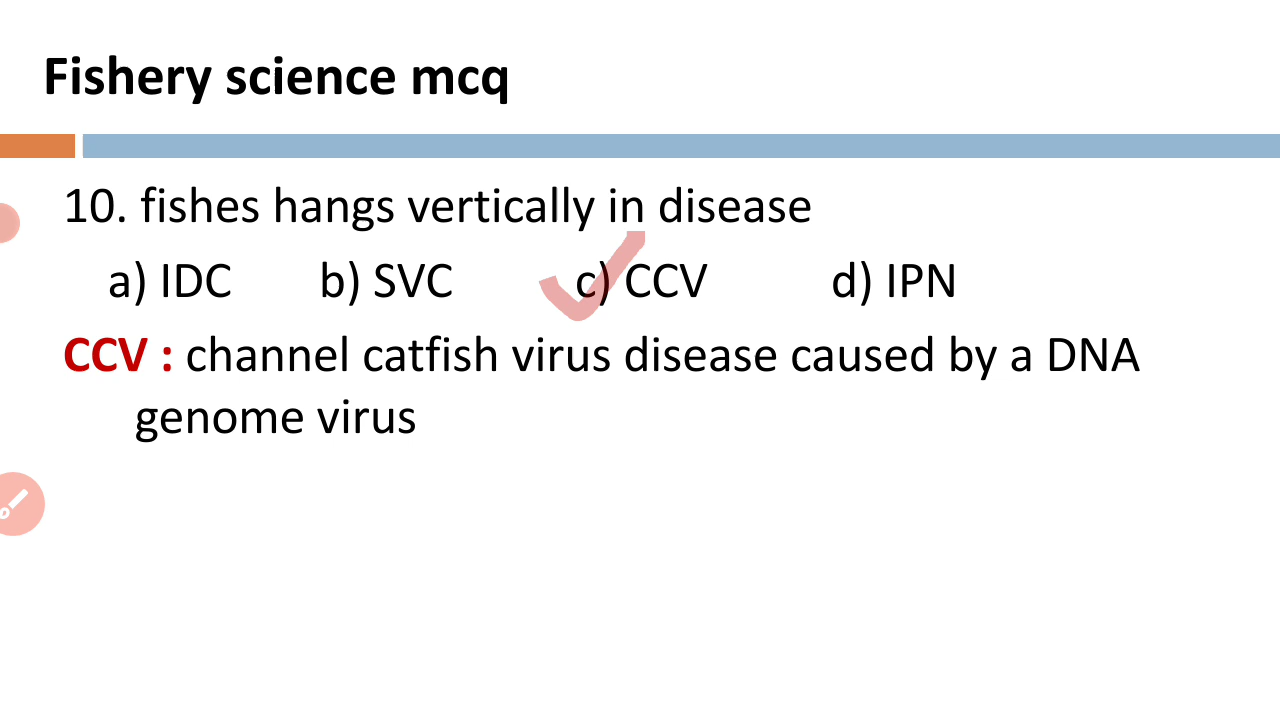 Fishery science mcq
10. fishes hangs vertically in disease
a) IDC b) SVC c) CCV d) IPN
CCV : channel catfish virus disease caused by a DNA
genome virus